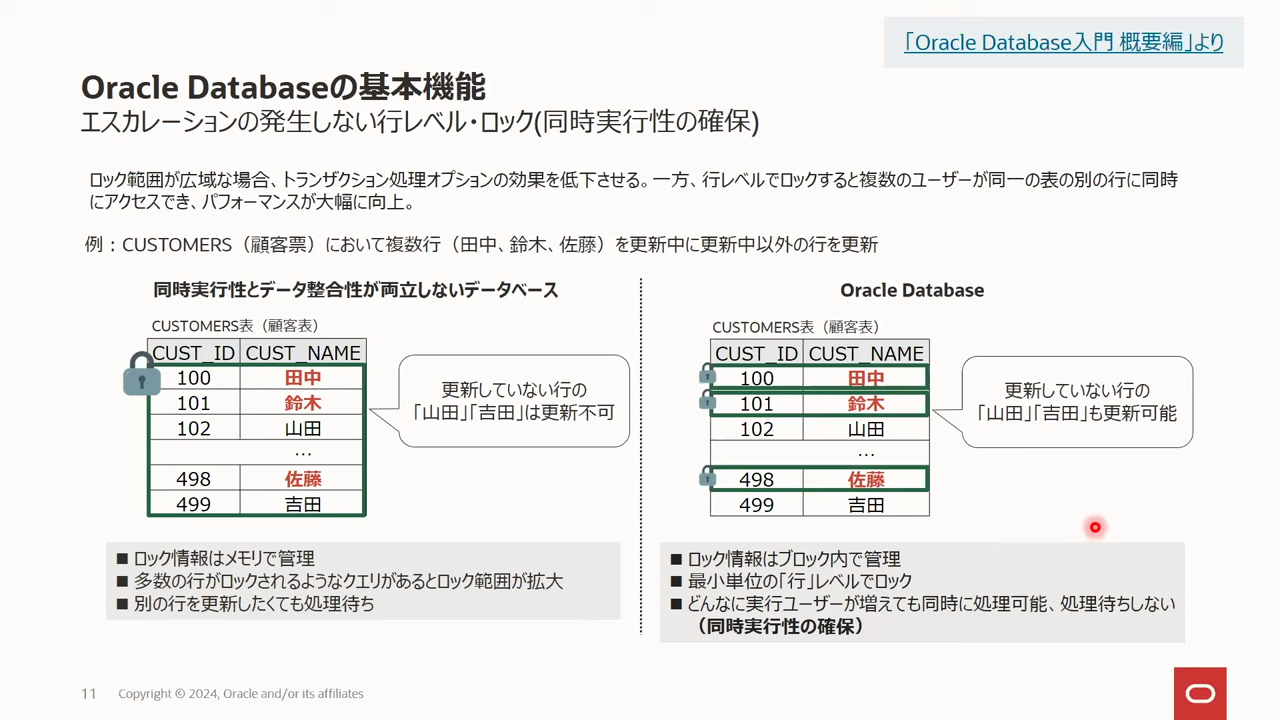 「Oracle Database入門 概要編」より
Oracle Databaseの基本機能
エスカレーションの発生しない行レベル・ロック(同時実行性の確保)
ロック範囲が広域な場合、トランザクション処理オプションの効果を低下させる。一方、行レベルでロックすると複数のユーザーが同一の表の別の行に同時
にアクセスでき、パフォーマンスが大幅に向上。
例：CUSTOMERS（顧客票）において複数行（田中、鈴木、佐藤）を更新中に更新中以外の行を更新
同時実行性とデータ整合性が両立しないデータベース
CUSTOMERS表（顧客表）
CUST_ID CUST_NAME
100 田中
101 鈴木
102 山田
…
498 佐藤
499 吉田
更新していない行の
「山田」「吉田」は更新不可
■ ロック情報はメモリで管理
■ 多数の行がロックされるようなクエリがあるとロック範囲が拡大
■ 別の行を更新したくても処理待ち
Oracle Database
CUSTOMERS表（顧客表）
CUST_ID CUST_NAME
100 田中
101 鈴木
102 山田
…
498 佐藤
499 吉田
更新していない行の
「山田」「吉田」も更新可能
■ ロック情報はブロック内で管理
■ 最小単位の「行」レベルでロック
■ どんなに実行ユーザーが増えても同時に処理可能、処理待ちしない
（同時実行性の確保）
11 Copyright © 2024, Oracle and/or its affiliates